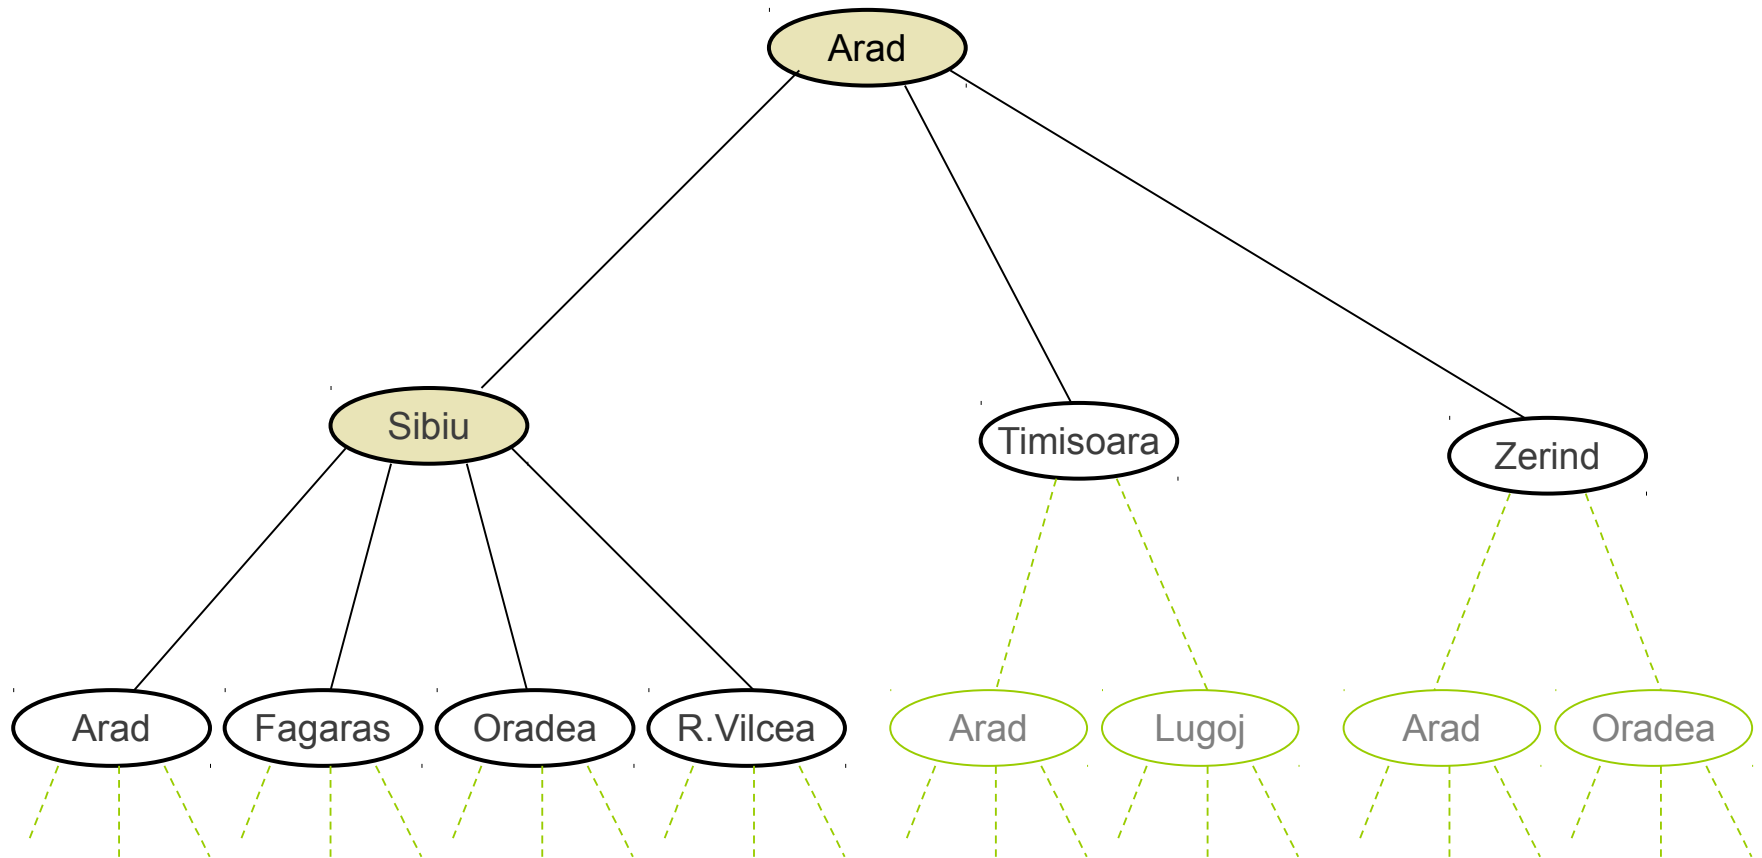 Arad
Sibiu
Timisoara
Zerind
Arad
Fagaras
Oradea
R.Vilcea
Arad
Lugoj
Arad
Oradea